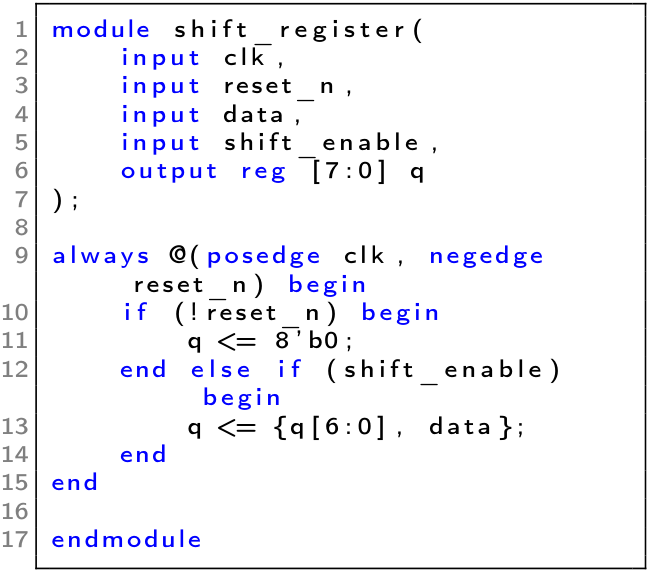 1 module shift_register(
2 input clk,
3 input reset_n,
4 input data,
5 input shift_enable,
6 output reg [7:0] q
7 );
8
9 always @(posedge clk, negedge
reset_n) begin
10 if (!reset_n) begin
11 q <= 8'b0;
12 end else if (shift_enable)
begin
13 q <= {q[6:0], data};
14 end
15 end
16
17 endmodule